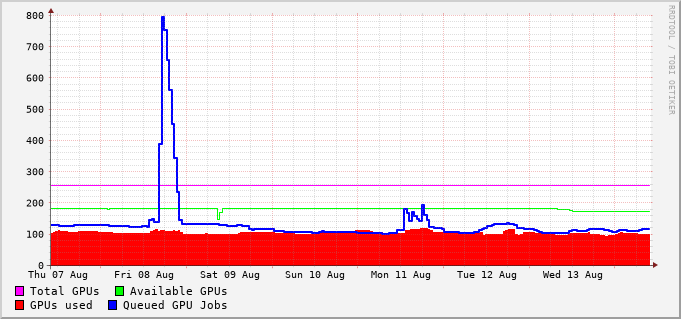 800
700
600
500
400
300
200
100
0
Thu 07 Aug Fri 08 Aug Sat 09 Aug Sun 10 Aug Mon 11 Aug Tue 12 Aug Wed 13 Aug
Total GPUs Available GPUs
GPUs used Queued GPU Jobs
RRDTOOL / TOBI OETIKER